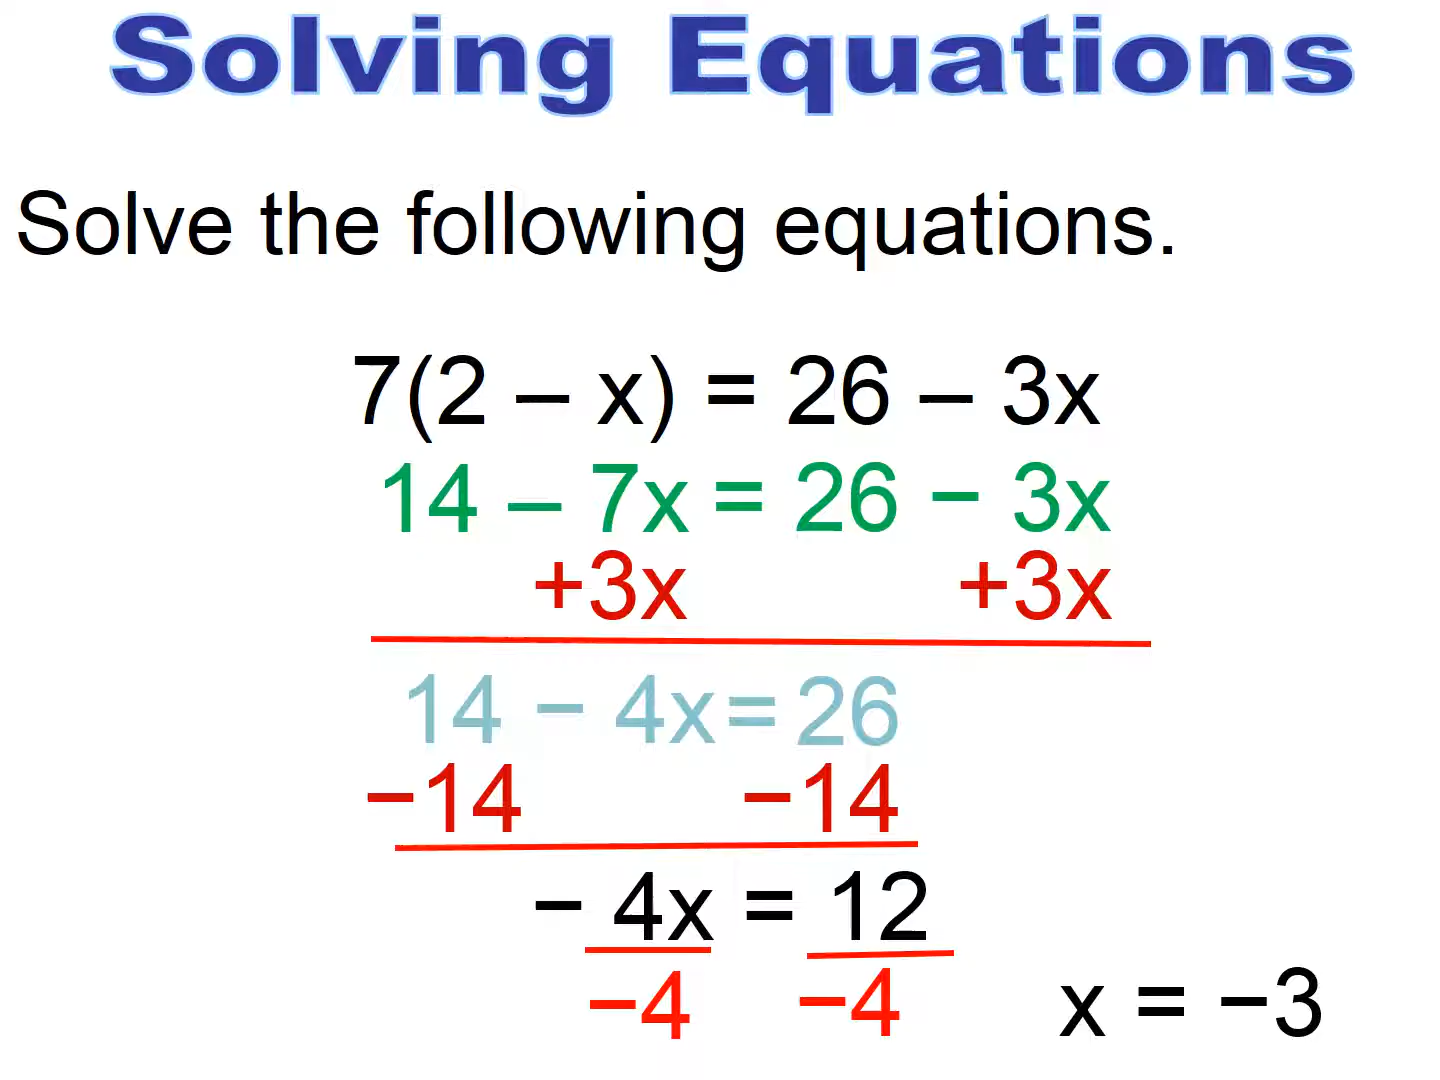 Solving Equations
Solve the following equations.
7(2 – x) = 26 – 3x
14 – 7x = 26 − 3x
+3x +3x
14 − 4x = 26
−14 −14
− 4x = 12
−4 −4
x = −3